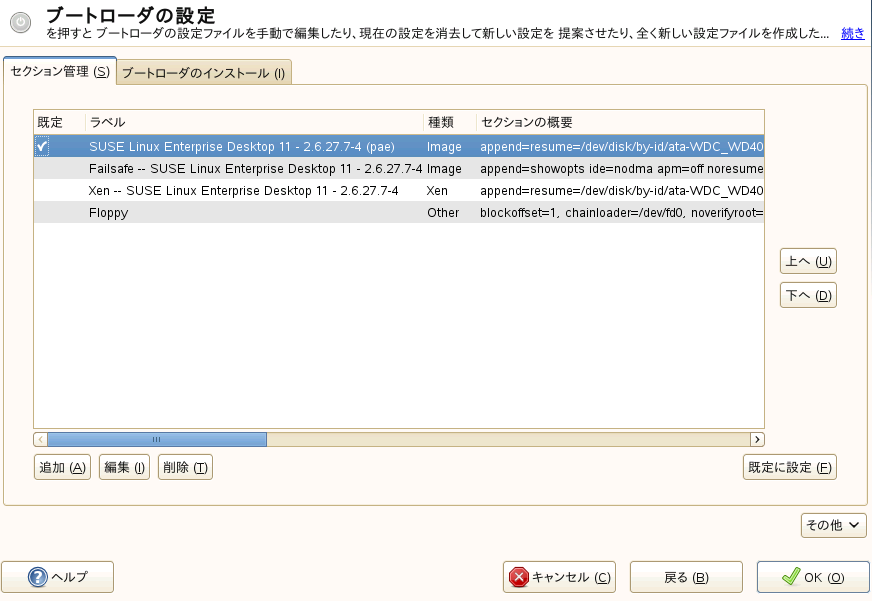 ブートローダの設定
を押すと ブートローダの設定ファイルを手動で編集したり、現在の設定を消去して新しい設定を 提案させたり、全く新しい設定ファイルを作成した... 続き
セクション管理 (S) ブートローダのインストール (I)
既定 ラベル 種類 セクションの概要
SUSE Linux Enterprise Desktop 11 - 2.6.27.7-4 (pae) Image append=resume=/dev/disk/by-id/ata-WDC_WD40
Failsafe -- SUSE Linux Enterprise Desktop 11 - 2.6.27.7-4 Image append=showopts ide=nodma apm=off noresume
Xen -- SUSE Linux Enterprise Desktop 11 - 2.6.27.7-4 Xen append=resume=/dev/disk/by-id/ata-WDC_WD40
Floppy Other blockoffset=1, chainloader=/dev/fd0, noverifyroot=
上へ (U)
下へ (D)
追加 (A) 編集 (I) 削除 (T) 既定に設定 (F)
その他
ヘルプ キャンセル (C) 戻る (B) OK (O)